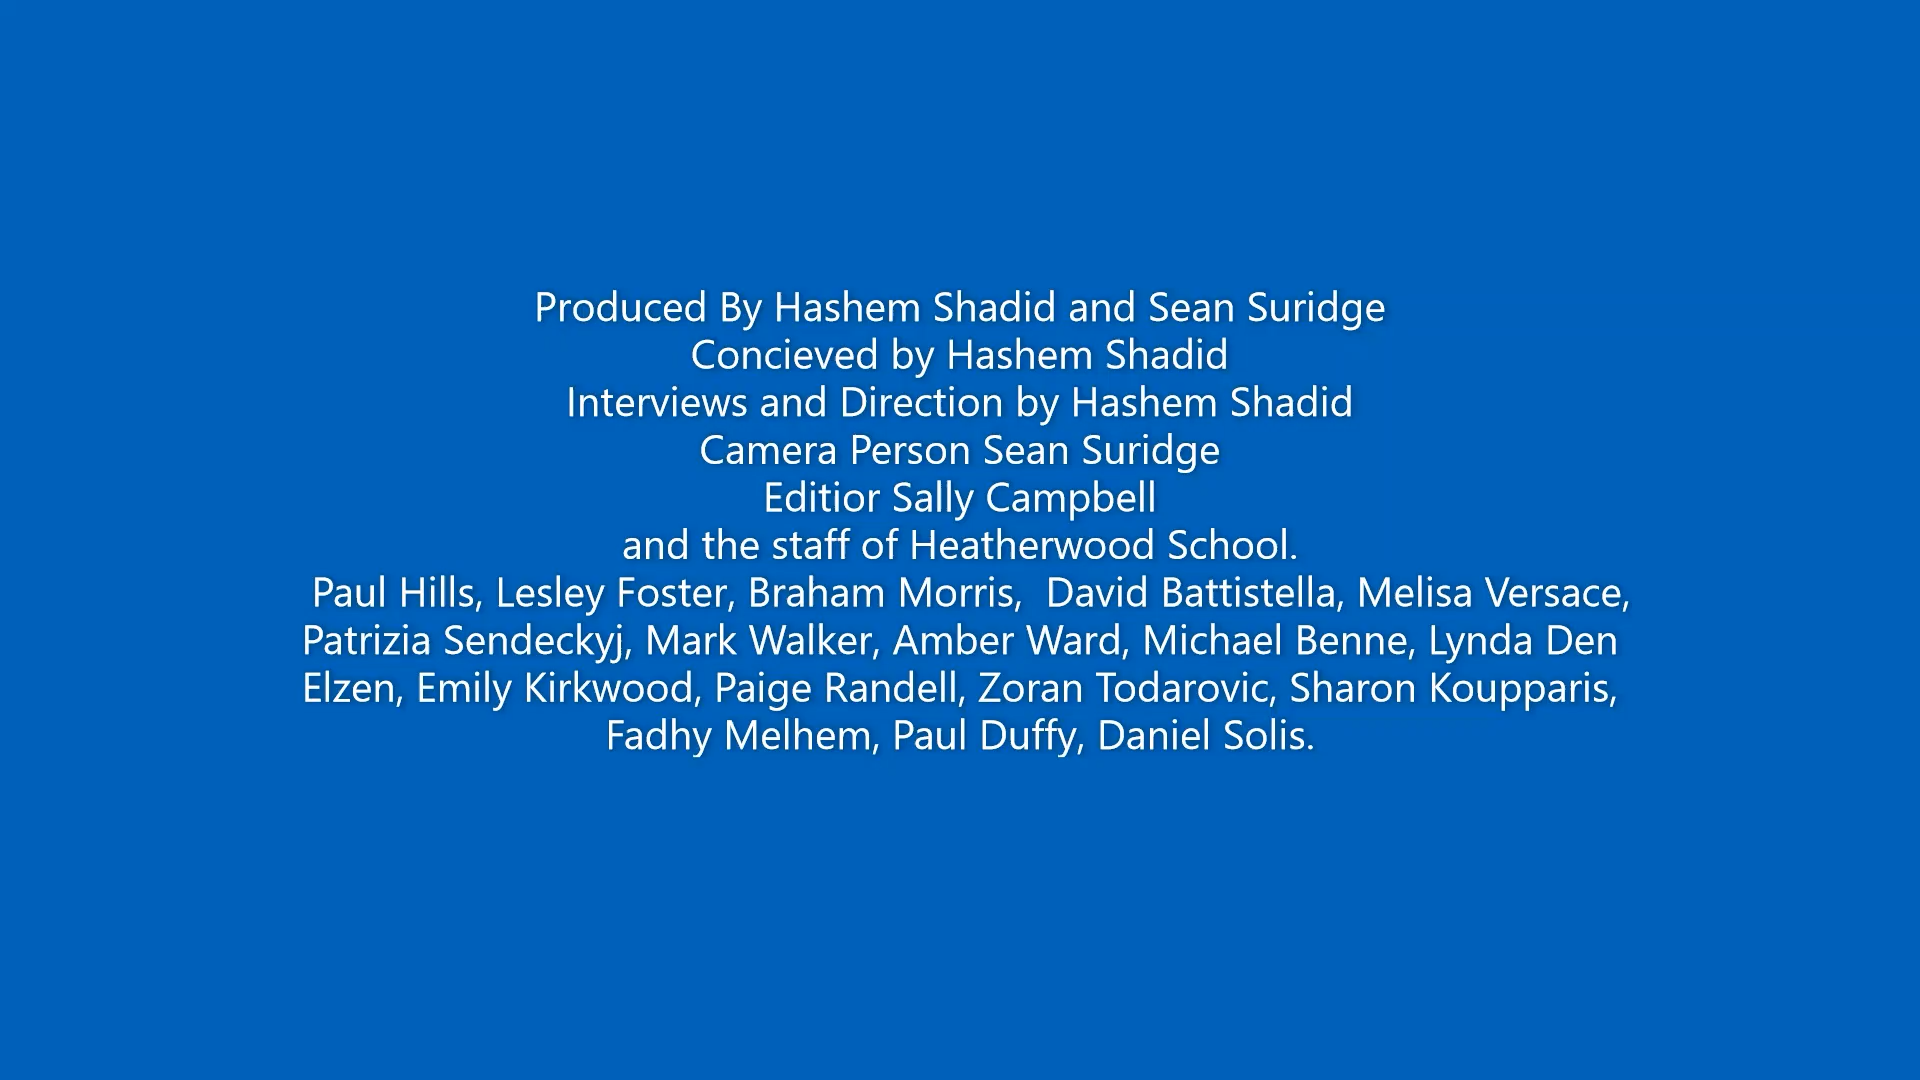 Produced By Hashem Shadid and Sean Suridge
Concieved by Hashem Shadid
Interviews and Direction by Hashem Shadid
Camera Person Sean Suridge
Editior Sally Campbell
and the staff of Heatherwood School.
Paul Hills, Lesley Foster, Braham Morris,  David Battistella, Melisa Versace,
Patrizia Sendeckyj, Mark Walker, Amber Ward, Michael Benne, Lynda Den
Elzen, Emily Kirkwood, Paige Randell, Zoran Todarovic, Sharon Koupparis,
Fadhy Melhem, Paul Duffy, Daniel Solis.